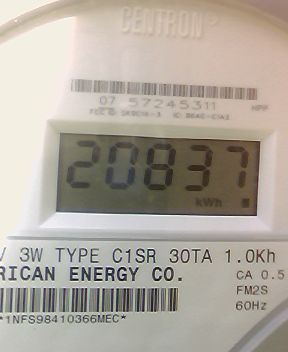 CENTRON®
07 57245311 HPP
20837
kWh
V 3W TYPE C1SR 30TA 1.0Kh
RICAN ENERGY CO. CA 0.5
FM2S
60Hz
*1NFS98410366MEC*